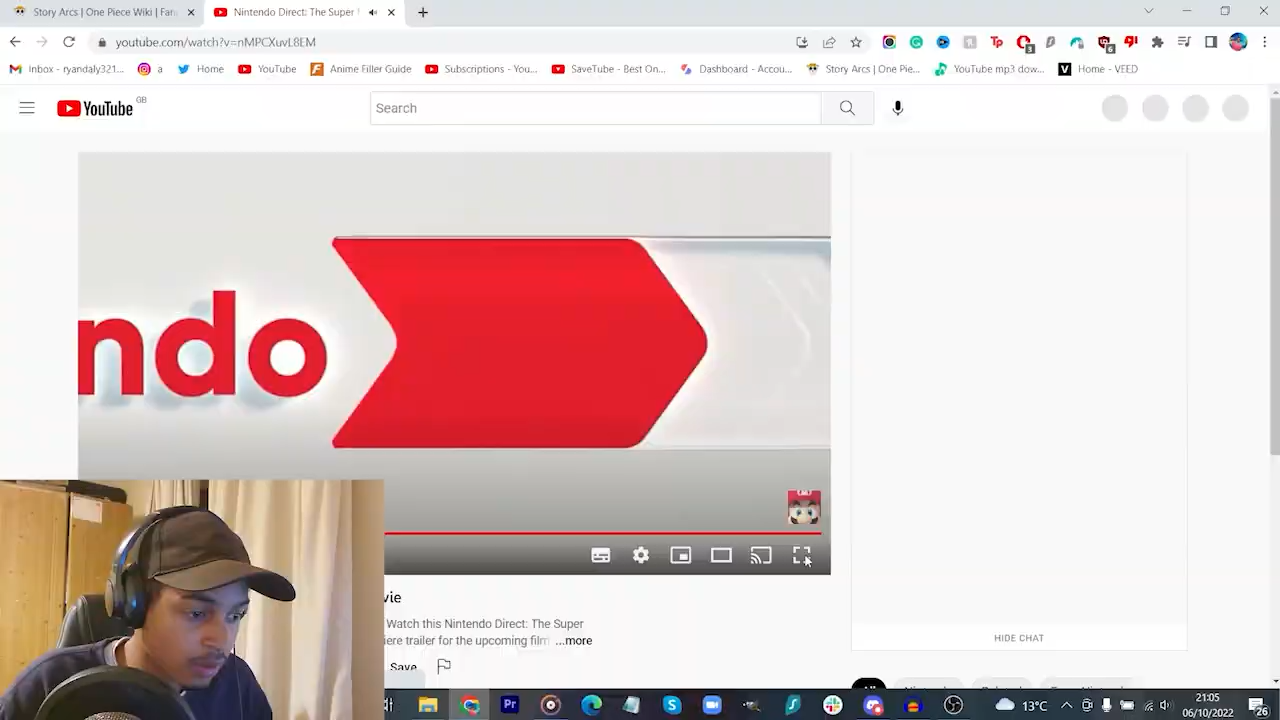 Story Arcs | One Piece Wiki | Fan
Nintendo Direct: The Super
youtube.com/watch?v=nMPCXuvL8EM
Inbox - ryandaly321...
a
Home
YouTube
Anime Filler Guide
Subscriptions - You...
SaveTube - Best On...
Dashboard - Accou...
Story Arcs | One Pie...
YouTube mp3 dow...
Home - VEED
YouTube GB
Search
ndo
vie
Watch this Nintendo Direct: The Super
iere trailer for the upcoming film ...more
Save
HIDE CHAT
13°C
21:05
06/10/2022
26